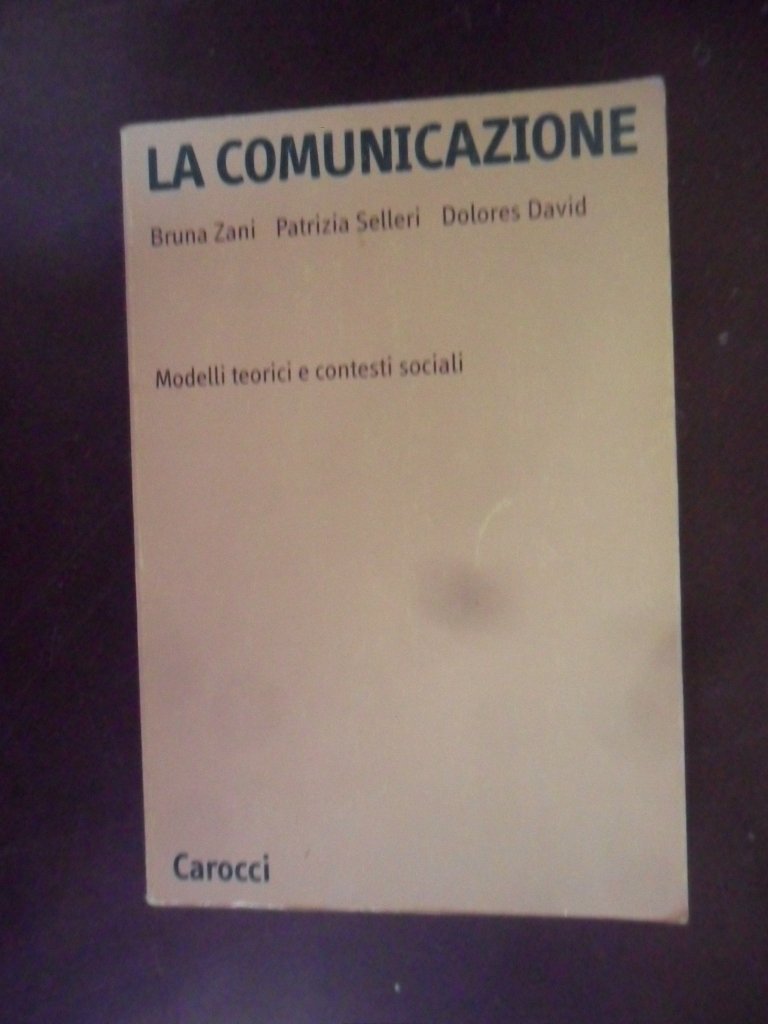 LA COMUNICAZIONE
Bruna Zani Patrizia Selleri Dolores David
Modelli teorici e contesti sociali
Carocci